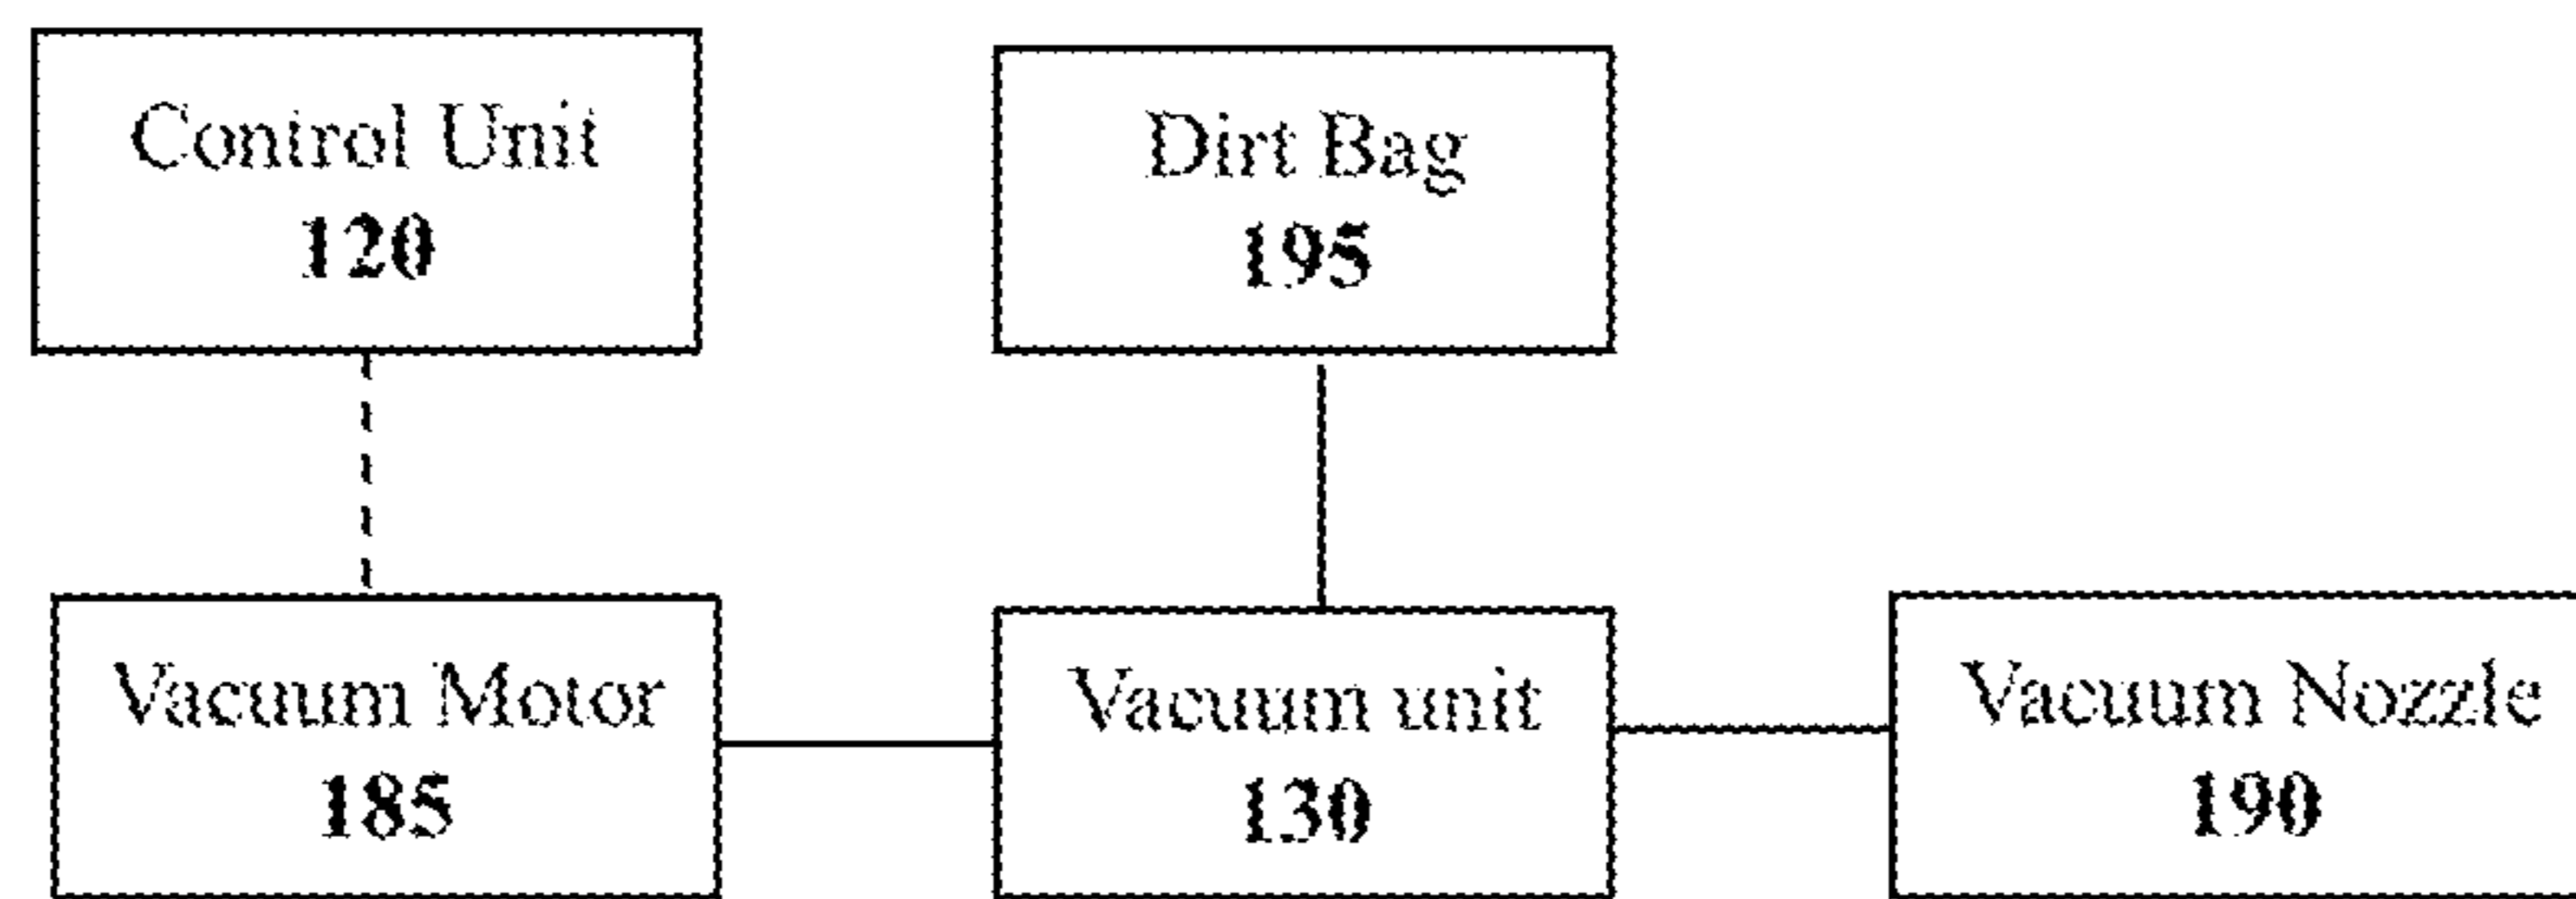 Control Unit
120
Dirt Bag
195
Vacuum Motor
185
Vacuum unit
130
Vacuum Nozzle
190